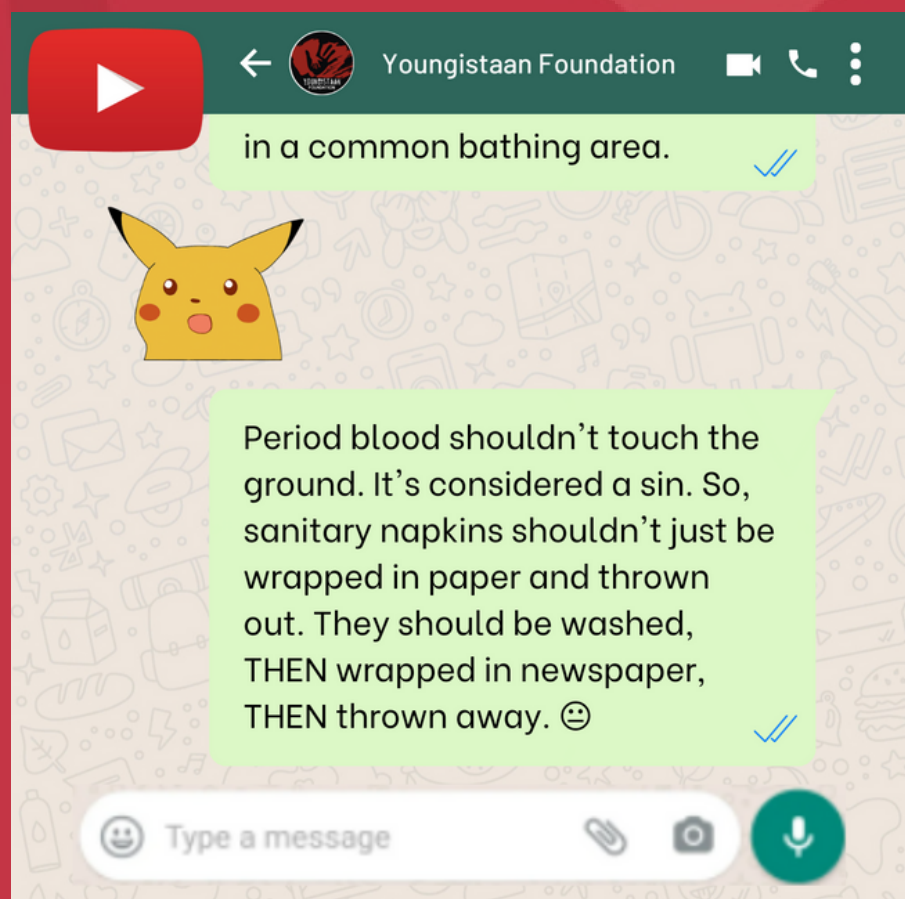 Youngistaan Foundation
YOUNGISTAAN
FOUNDATION
in a common bathing area.
Period blood shouldn't touch the
ground. It's considered a sin. So,
sanitary napkins shouldn't just be
wrapped in paper and thrown
out. They should be washed,
THEN wrapped in newspaper,
THEN thrown away. 😐
Type a message